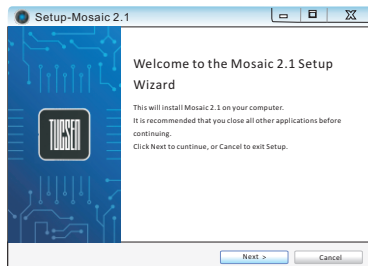 Setup-Mosaic 2.1
Welcome to the Mosaic 2.1 Setup
Wizard
This will install Mosaic 2.1 on your computer.
It is recommended that you close all other applications before
continuing.
Click Next to cuntinue, or Cancel to exit Setup.
TUCSEN
Next >
Cancel